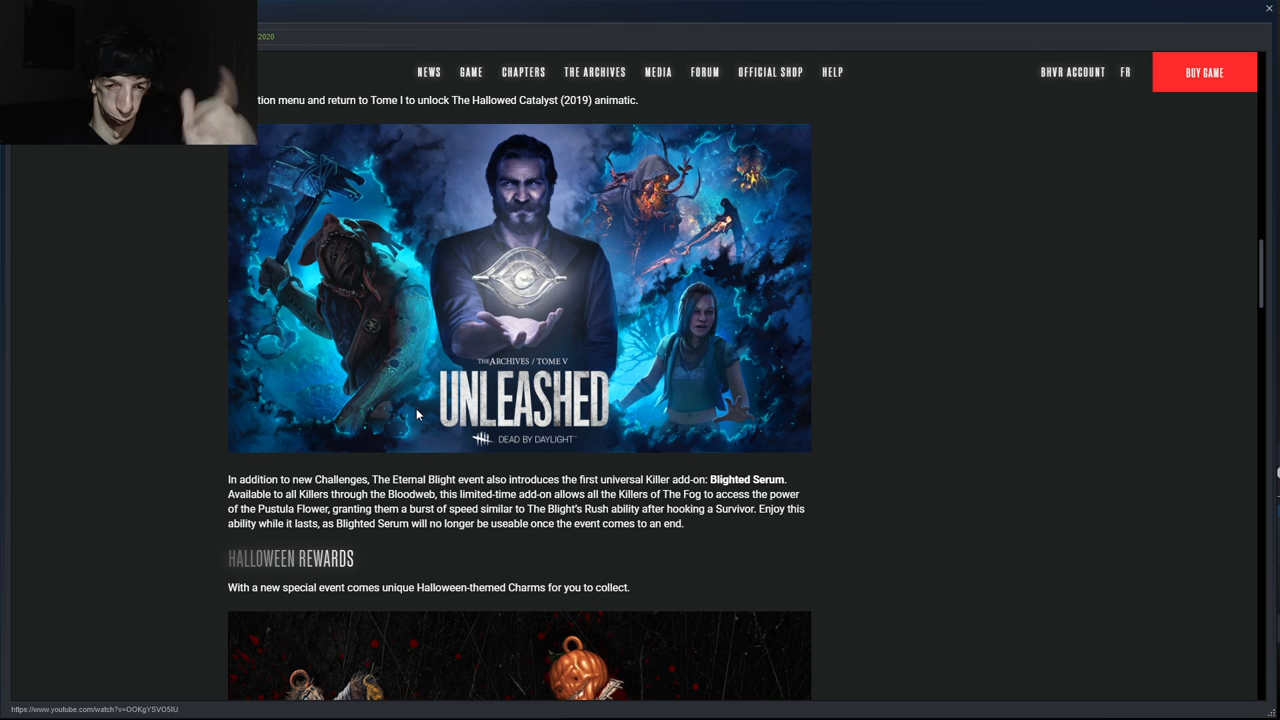 2020
NEWS GAME CHAPTERS THE ARCHIVES MEDIA FORUM OFFICIAL SHOP HELP BHVR ACCOUNT FR BUY GAME
tion menu and return to Tome I to unlock The Hallowed Catalyst (2019) animatic.
THE ARCHIVES / TOME V
UNLEASHED
DEAD BY DAYLIGHT™
In addition to new Challenges, The Eternal Blight event also introduces the first universal Killer add-on: Blighted Serum.
Available to all Killers through the Bloodweb, this limited-time add-on allows all the Killers of The Fog to access the power
of the Pustula Flower, granting them a burst of speed similar to The Blight's Rush ability after hooking a Survivor. Enjoy this
ability while it lasts, as Blighted Serum will no longer be useable once the event comes to an end.
HALLOWEEN REWARDS
With a new special event comes unique Halloween-themed Charms for you to collect.
https://www.youtube.com/watch?v=OOKgYSVO5IU